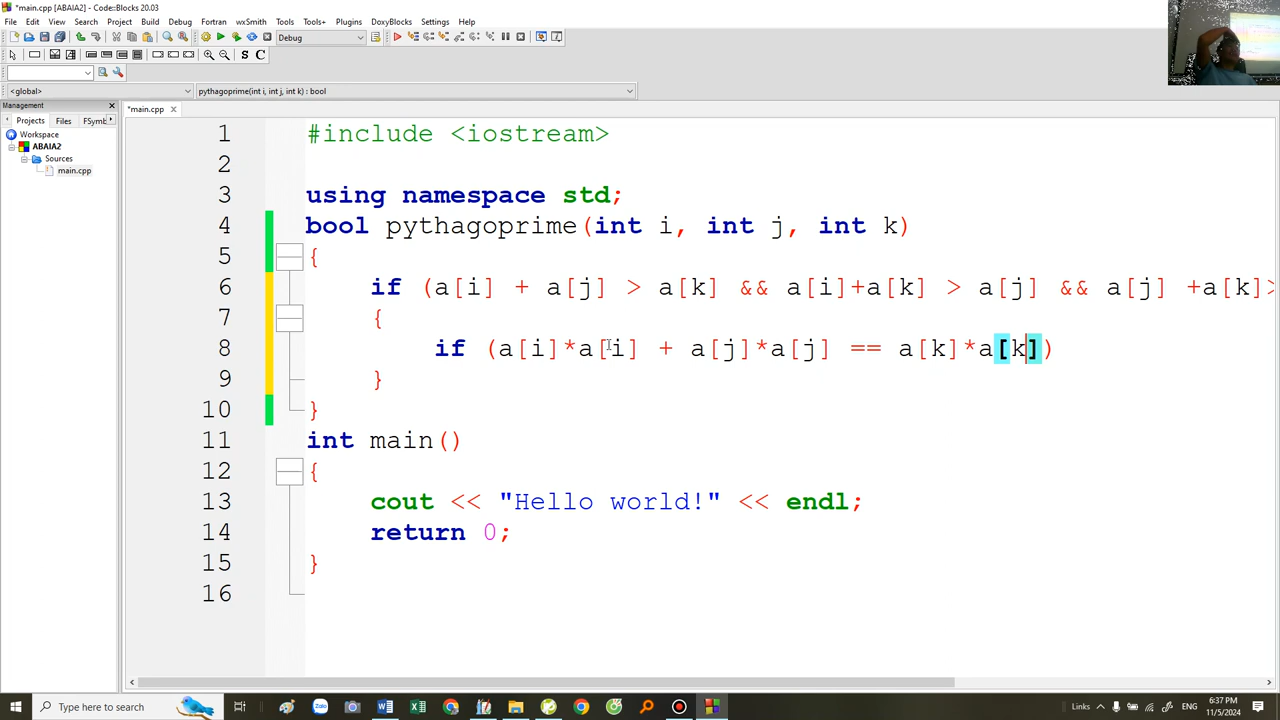 *main.cpp [ABAIA2] - Code::Blocks 20.03
File Edit View Search Project Build Debug Fortran wxSmith Tools Tools+ Plugins DoxyBlocks Settings Help
Debug
S C
<global> pythagoprime(int i, int j, int k) : bool
Management
*main.cpp
Projects Files FSymb
Workspace
ABAIA2
Sources
main.cpp
1 #include <iostream>
2
3 using namespace std;
4 bool pythagoprime(int i, int j, int k)
5 {
6 if (a[i] + a[j] > a[k] && a[i]+a[k] > a[j] && a[j] +a[k]>
7 {
8 if (a[i]*a[i] + a[j]*a[j] == a[k]*a[k])
9 }
10 }
11 int main()
12 {
13 cout << "Hello world!" << endl;
14 return 0;
15 }
16
Type here to search
Links
ENG
6:37 PM
11/5/2024